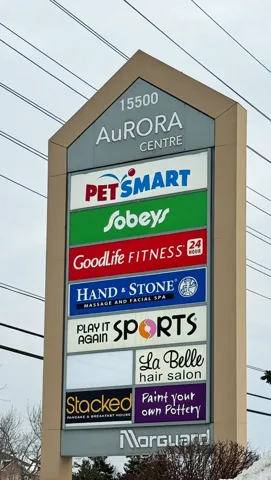 15500
AuRORA
CENTRE
PETSMART
Sobeys
GoodLife FITNESS 24 HOUR
HAND & STONE
MASSAGE AND FACIAL SPA
PLAY IT
AGAIN SPORTS
La Belle
hair salon
Stacked
PANCAKE & BREAKFAST HOUSE
Paint your
own Pottery
Morguard